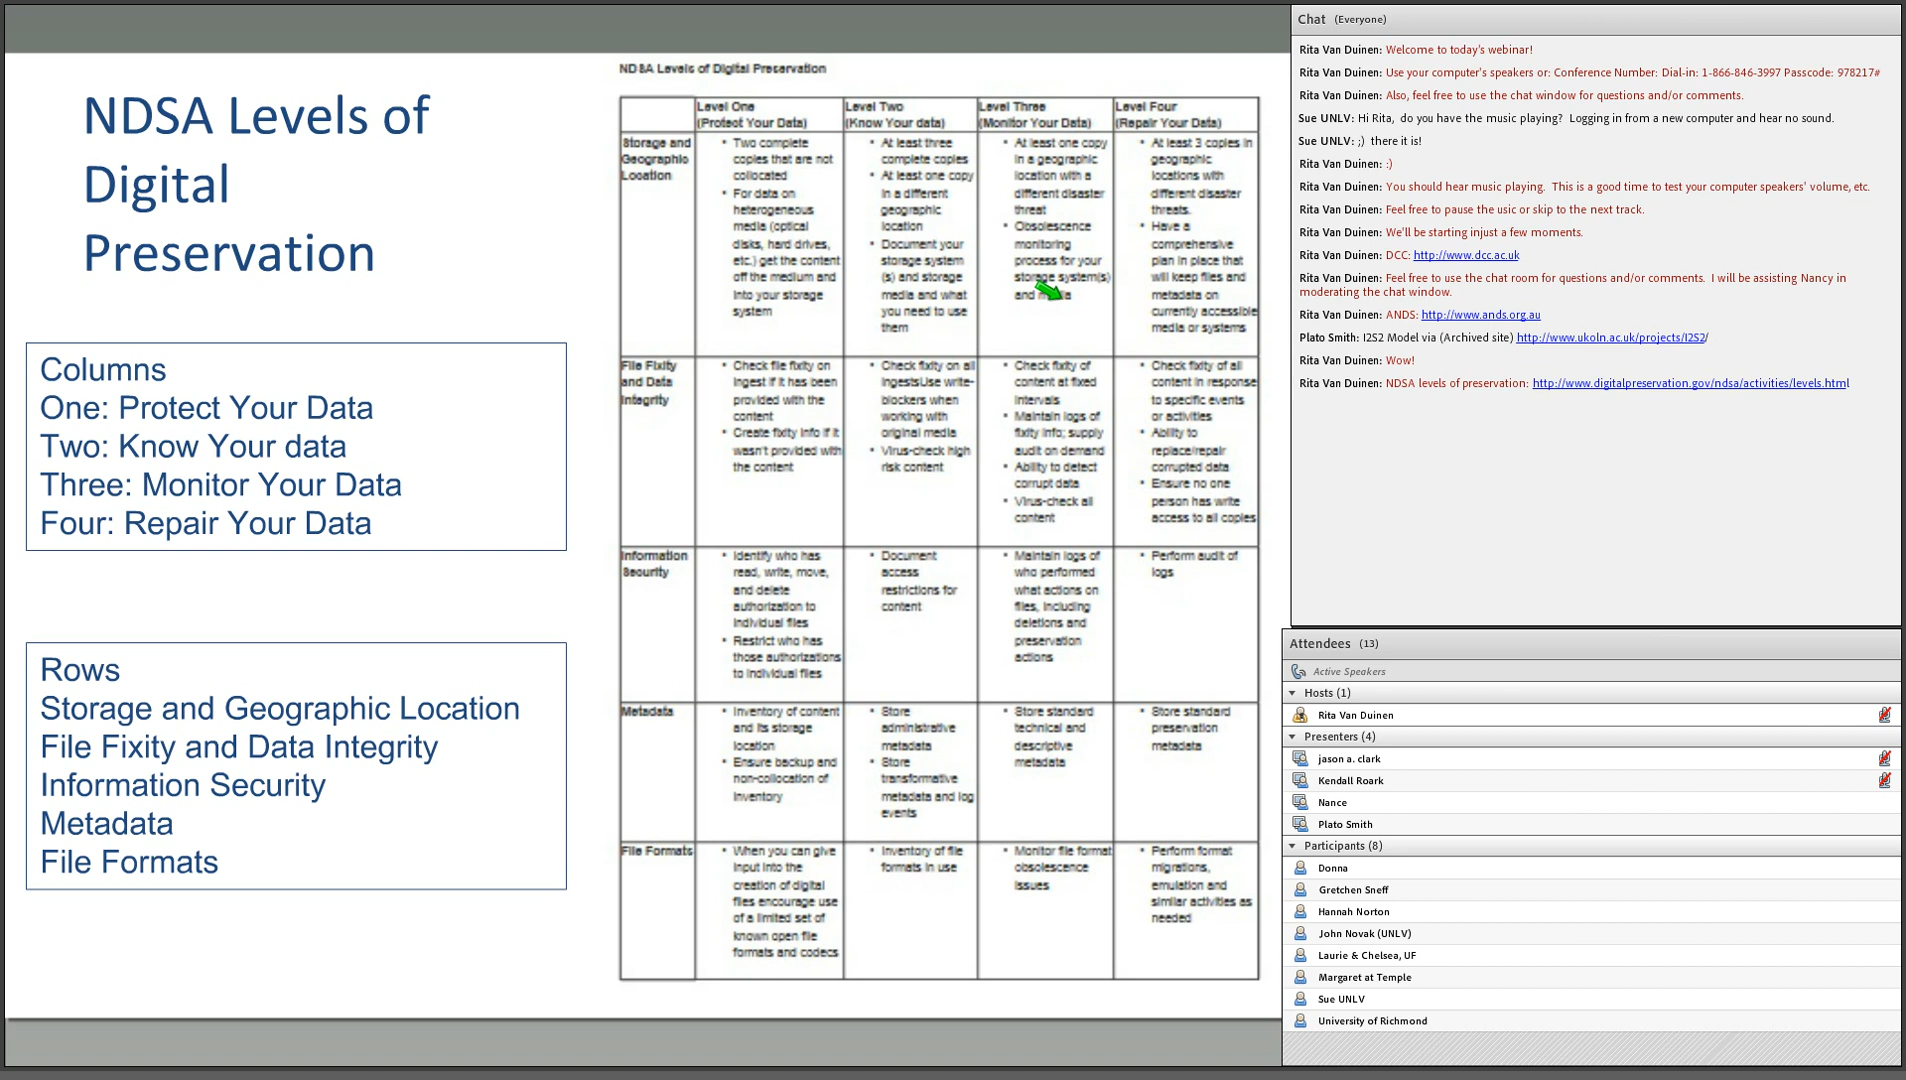 NDSA Levels of
Digital
Preservation
Columns
One: Protect Your Data
Two: Know Your data
Three: Monitor Your Data
Four: Repair Your Data
Rows
Storage and Geographic Location
File Fixity and Data Integrity
Information Security
Metadata
File Formats
NDSA Levels of Digital Preservation
Level One
(Protect Your Data)
Level Two
(Know Your data)
Level Three
(Monitor Your Data)
Level Four
(Repair Your Data)
Storage and
Geographic
Location
• Two complete
copies that are not
collocated
• For data on
heterogeneous
media (optical
disks, hard drives,
etc.) get the content
off the medium and
into your storage
system
• At least three
complete copies
• At least one copy
in a different
geographic
location
• Document your
storage system
(s) and storage
media and what
you need to use
them
• At least one copy
in a geographic
location with a
different disaster
threat
• Obsolescence
monitoring
process for your
storage system(s)
and
• At least 3 copies in
geographic
locations with
different disaster
threats.
• Have a
comprehensive
plan in place that
will keep files and
metadata on
currently accessible
media or systems
File Fixity
and Data
Integrity
• Check file fixity on
ingest if it has been
provided with the
content
• Create fixity info if it
wasn't provided with
the content
• Check fixity on all
ingestsUse write-
blockers when
working with
original media
• Virus-check high
risk content
• Check fixity of
content at fixed
intervals
• Maintain logs of
fixity info; supply
audit on demand
• Ability to detect
corrupt data
• Virus-check all
content
• Check fixity of all
content in response
to specific events
or activities
• Ability to
replace/repair
corrupted data
• Ensure no one
person has write
access to all copies
Information
Security
• Identify who has
read, write, move,
and delete
authorization to
individual files
• Restrict who has
those authorizations
to individual files
• Document
access
restrictions for
content
• Maintain logs of
who performed
what actions on
files, including
deletions and
preservation
actions
• Perform audit of
logs
Metadata
• Inventory of content
and its storage
location
• Ensure backup and
non-collocation of
inventory
• Store
administrative
metadata
• Store
transformative
metadata and log
events
• Store standard
technical and
descriptive
metadata
• Store standard
preservation
metadata
File Formats
• When you can give
input into the
creation of digital
files encourage use
of a limited set of
known open file
formats and codecs
• Inventory of file
formats in use
• Monitor file format
obsolescence
issues
• Perform format
migrations,
emulation and
similar activities as
needed
Chat (Everyone)
Rita Van Duinen: Welcome to today's webinar!
Rita Van Duinen: Use your computer's speakers or: Conference Number: Dial-in: 1-866-846-3997 Passcode: 978217#
Rita Van Duinen: Also, feel free to use the chat window for questions and/or comments.
Sue UNLV: Hi Rita, do you have the music playing? Logging in from a new computer and hear no sound.
Sue UNLV: ;) there it is!
Rita Van Duinen: :)
Rita Van Duinen: You should hear music playing. This is a good time to test your computer speakers' volume, etc.
Rita Van Duinen: Feel free to pause the usic or skip to the next track.
Rita Van Duinen: We'll be starting injust a few moments.
Rita Van Duinen: DCC: http://www.dcc.ac.uk
Rita Van Duinen: Feel free to use the chat room for questions and/or comments. I will be assisting Nancy in
moderating the chat window.
Rita Van Duinen: ANDS: http://www.ands.org.au
Plato Smith: I2S2 Model via (Archived site) http://www.ukoln.ac.uk/projects/I2S2/
Rita Van Duinen: Wow!
Rita Van Duinen: NDSA levels of preservation: http://www.digitalpreservation.gov/ndsa/activities/levels.html
Attendees (13)
Active Speakers
Hosts (1)
Rita Van Duinen
Presenters (4)
jason a. clark
Kendall Roark
Nance
Plato Smith
Participants (8)
Donna
Gretchen Sneff
Hannah Norton
John Novak (UNLV)
Laurie & Chelsea, UF
Margaret at Temple
Sue UNLV
University of Richmond